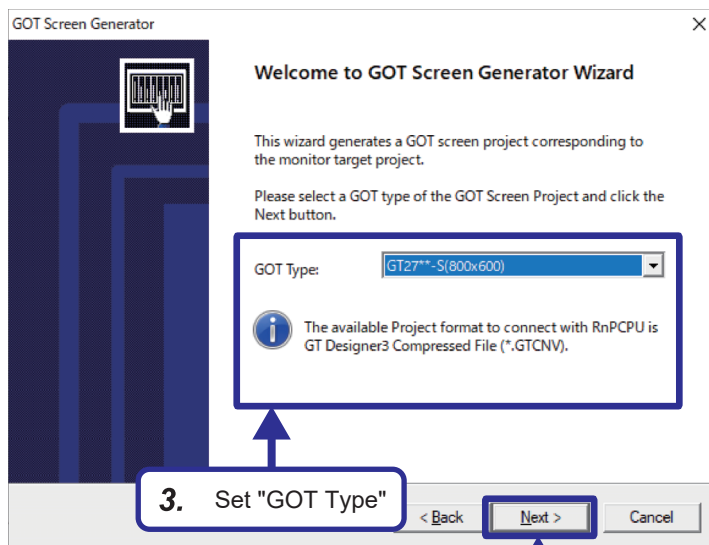 GOT Screen Generator
Welcome to GOT Screen Generator Wizard
This wizard generates a GOT screen project corresponding to
the monitor target project.
Please select a GOT type of the GOT Screen Project and click the
Next button.
GOT Type: GT27**-S(800x600)
The available Project format to connect with RnPCPU is
GT Designer3 Compressed File (*.GTCNV).
3. Set "GOT Type"
< Back Next > Cancel